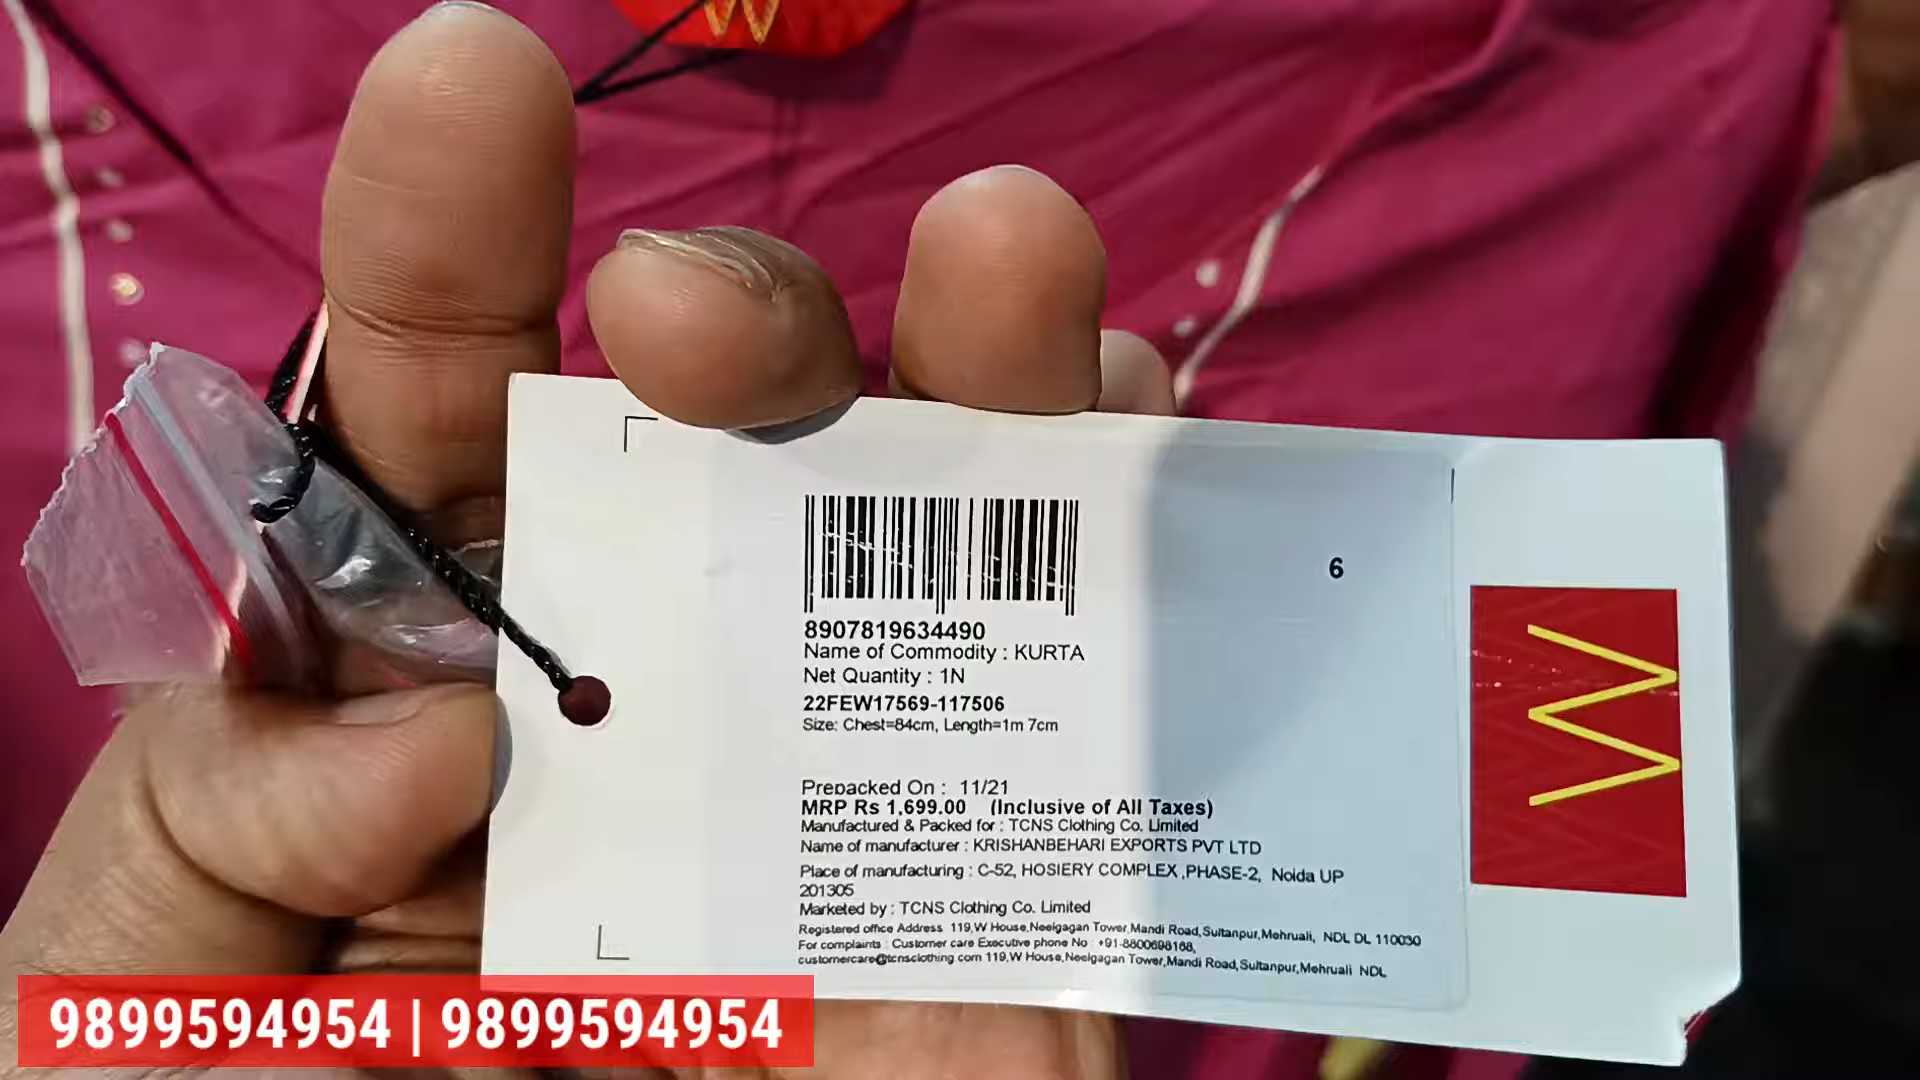 6
8907819634490
Name of Commodity : KURTA
Net Quantity : 1N
22FEW17569-117506
Size: Chest=84cm, Length=1m 7cm
Prepacked On : 11/21
MRP Rs 1,699.00 (Inclusive of All Taxes)
Manufactured & Packed for : TCNS Clothing Co. Limited
Name of manufacturer : KRISHANBEHARI EXPORTS PVT LTD
Place of manufacturing : C-52, HOSIERY COMPLEX ,PHASE-2, Noida UP
201305
Marketed by : TCNS Clothing Co. Limited
Registered office Address 119,W House,Neelgagan Tower,Mandi Road,Sultanpur,Mehruali, NDL DL 110030
For complaints : Customer care Executive phone No : +91-8800698168,
customercare@tcnsclothing.com 119,W House,Neelgagan Tower,Mandi Road,Sultanpur,Mehruali NDL
W
9899594954 | 9899594954